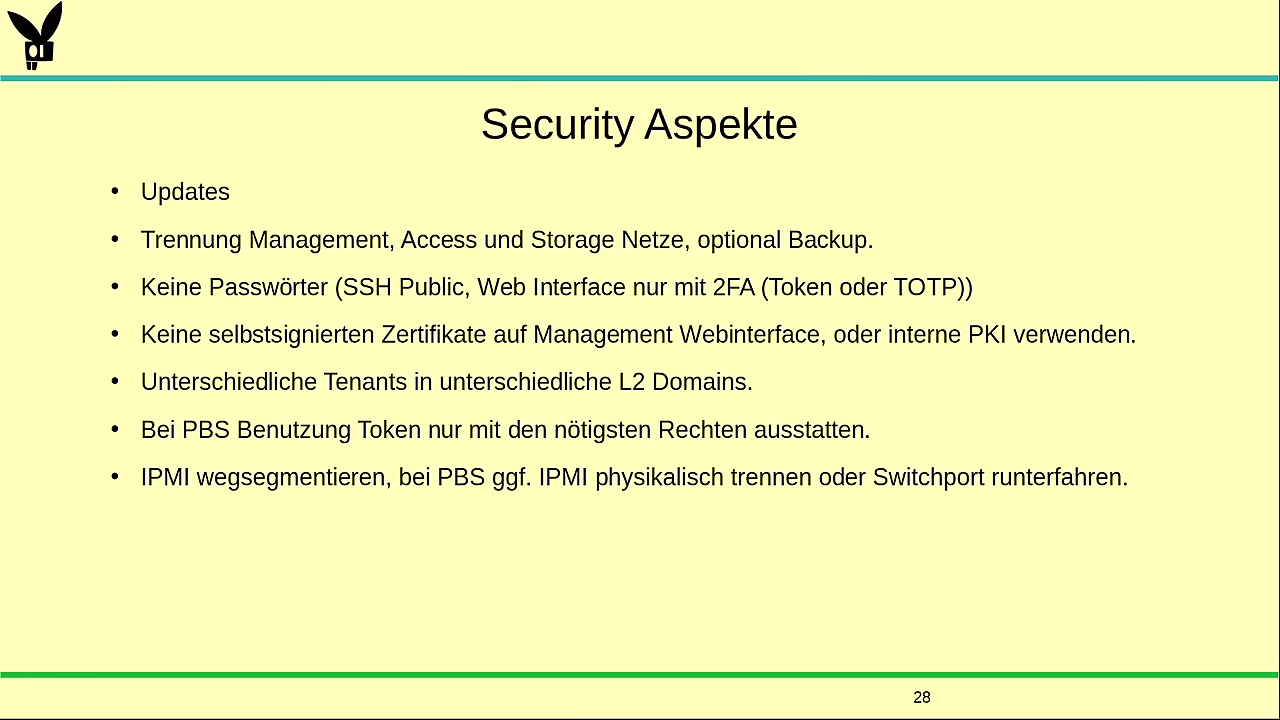 Security Aspekte
• Updates
• Trennung Management, Access und Storage Netze, optional Backup.
• Keine Passwörter (SSH Public, Web Interface nur mit 2FA (Token oder TOTP))
• Keine selbstsignierten Zertifikate auf Management Webinterface, oder interne PKI verwenden.
• Unterschiedliche Tenants in unterschiedliche L2 Domains.
• Bei PBS Benutzung Token nur mit den nötigsten Rechten ausstatten.
• IPMI wegsegmentieren, bei PBS ggf. IPMI physikalisch trennen oder Switchport runterfahren.
28